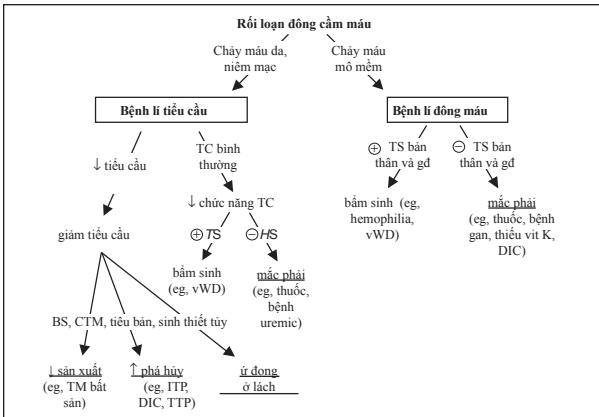 Rối loạn đông cầm máu
Chảy máu da,
niêm mạc
Chảy máu
mô mềm
Bệnh lí tiểu cầu
Bệnh lí đông máu
↓ tiểu cầu
TC bình
thường
⊕ TS bản
thân và gđ
⊖ TS bản
thân và gđ
↓ chức năng TC
giảm tiểu cầu
⊕ TS
⊖ HS
bẩm sinh (eg,
hemophilia,
vWD)
mắc phải
(eg, thuốc, bệnh
gan, thiếu vit K,
DIC)
bẩm sinh
(eg, vWD)
mắc phải
(eg, thuốc,
bệnh
uremic)
BS, CTM, tiêu bản, sinh thiết tủy
↓ sản xuất
(eg, TM bất
sản)
↑ phá hủy
(eg, ITP,
DIC, TTP)
ứ đọng
ở lách